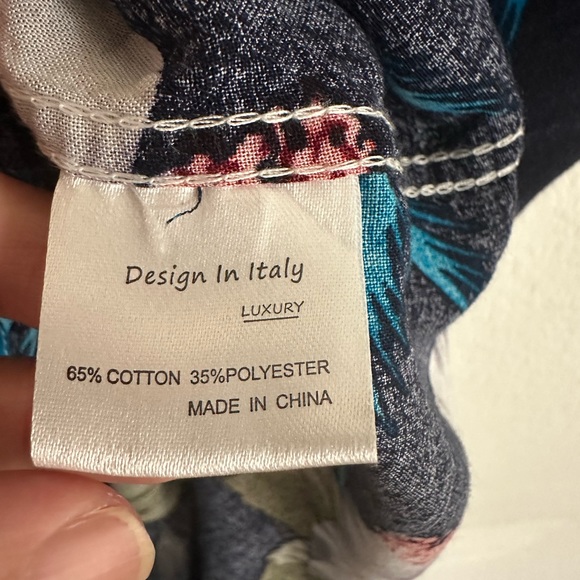 Design In Italy
LUXURY
65% COTTON 35%POLYESTER
MADE IN CHINA